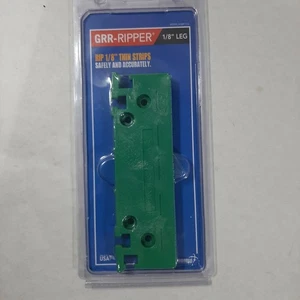 GRR-RIPPER® 1/8" LEG
RIP 1/8" THIN STRIPS
SAFELY AND ACCURATELY.